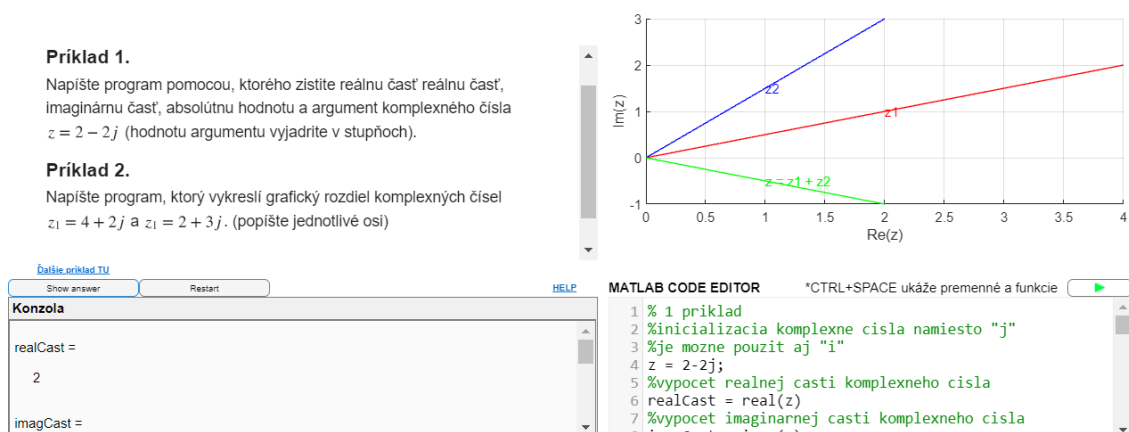 Príklad 1.
Napíšte program pomocou, ktorého zistite reálnu časť reálnu časť,
imaginárnu časť, absolútnu hodnotu a argument komplexného čísla
z = 2 − 2j (hodnotu argumentu vyjadrite v stupňoch).
Príklad 2.
Napíšte program, ktorý vykreslí grafický rozdiel komplexných čísel
z₁ = 4 + 2j a z₁ = 2 + 3j. (popíšte jednotlivé osi)
3
2
1
0
-1
Im(z)
z2
z1
z = z1 + z2
0 0.5 1 1.5 2 2.5 3 3.5 4
Re(z)
Ďalšie príklad TU
Show answer Restart HELP
Konzola
realCast =
2
imagCast =
MATLAB CODE EDITOR *CTRL+SPACE ukáže premenné a funkcie
1 % 1 priklad
2 %inicializacia komplexne cisla namiesto "j"
3 %je mozne pouzit aj "i"
4 z = 2-2j;
5 %vypocet realnej casti komplexneho cisla
6 realCast = real(z)
7 %vypocet imaginarnej casti komplexneho cisla